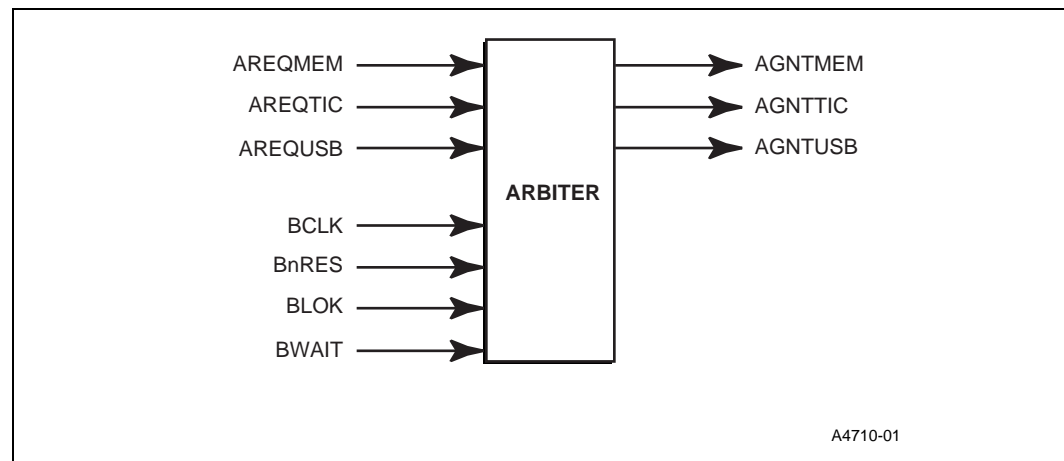 AREQMEM
AREQTIC
AREQUSB
BCLK
BnRES
BLOK
BWAIT
ARBITER
AGNTMEM
AGNTTIC
AGNTUSB
A4710-01